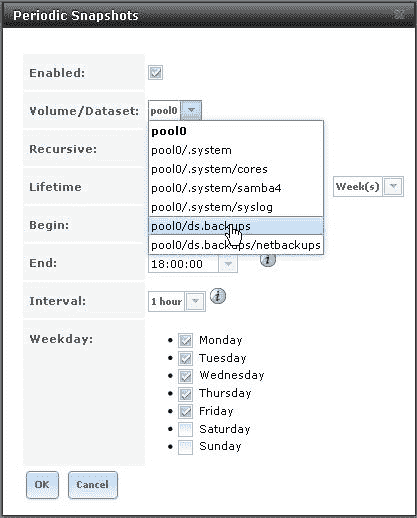 Periodic Snapshots
Enabled:
Volume/Dataset: pool0
pool0
Recursive: pool0/.system
pool0/.system/cores
Lifetime pool0/.system/samba4 Week(s)
pool0/.system/syslog
Begin: pool0/ds.backups
pool0/ds.backups/netbackups
End: 18:00:00
Interval: 1 hour
Weekday: Monday
Tuesday
Wednesday
Thursday
Friday
Saturday
Sunday
OK Cancel